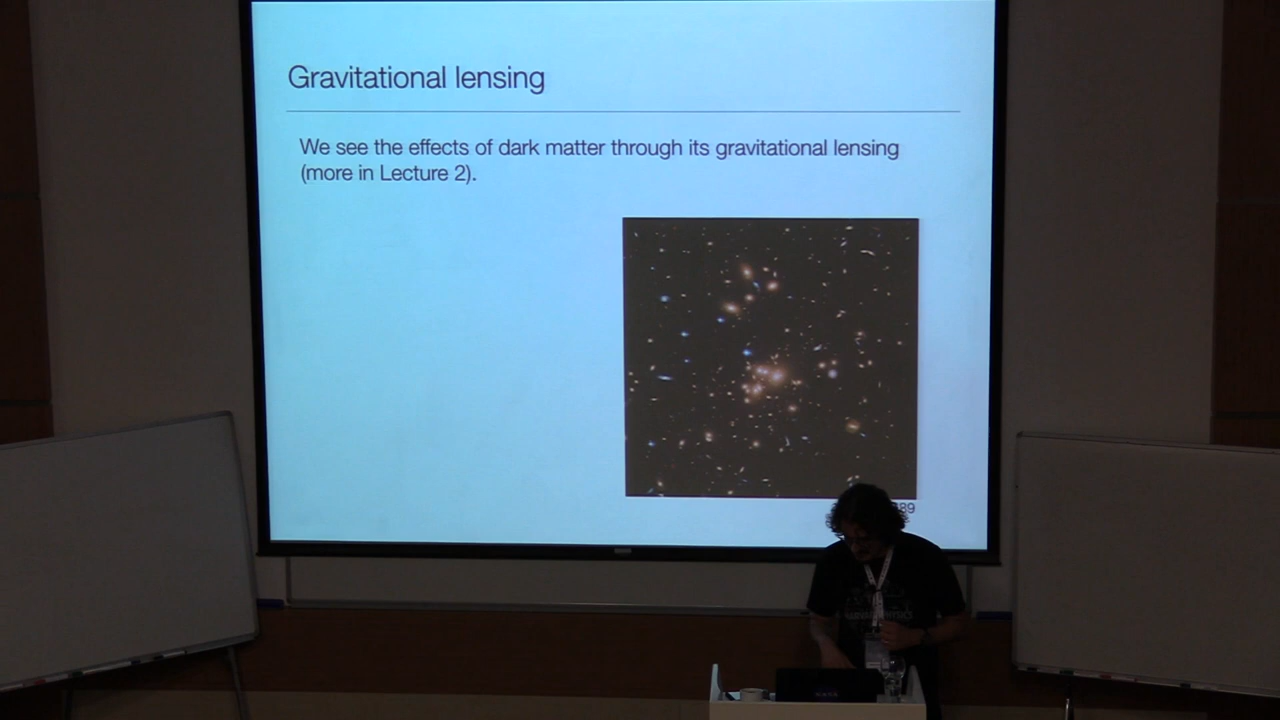 Gravitational lensing
We see the effects of dark matter through its gravitational lensing
(more in Lecture 2).